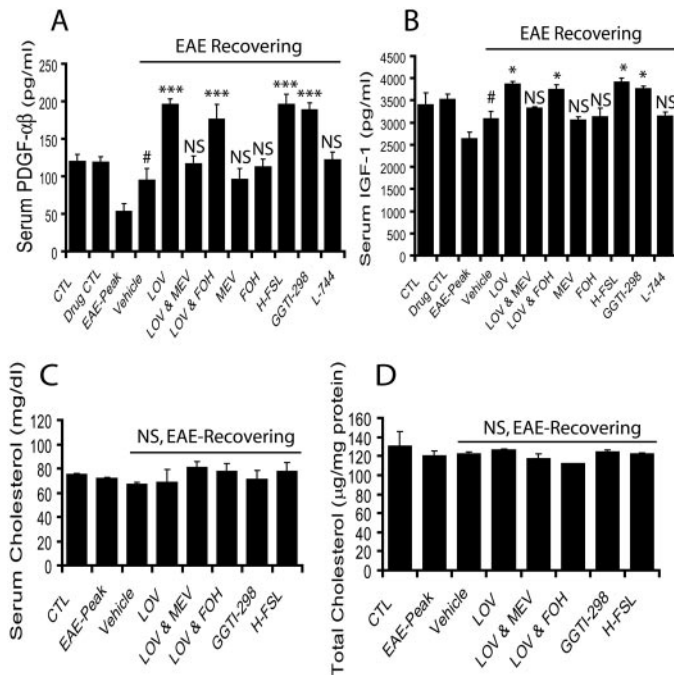 A
EAE Recovering
Serum PDGF-αβ (pg/ml)
200
150
100
50
0
#
***
NS
***
NS
NS
***
***
NS
CTL
Drug CTL
EAE-Peak
Vehicle
LOV
LOV & MEV
LOV & FOH
MEV
FOH
H-FSL
GGTI-298
L-744
B
EAE Recovering
Serum IGF-1 (pg/ml)
4500
4000
3500
3000
2500
2000
1500
1000
500
0
#
*
NS
*
NS
NS
*
*
NS
CTL
Drug CTL
EAE-Peak
Vehicle
LOV
LOV & MEV
LOV & FOH
MEV
FOH
H-FSL
GGTI-298
L-744
C
NS, EAE-Recovering
Serum Cholesterol (mg/dl)
120
100
80
60
40
20
0
CTL
EAE-Peak
Vehicle
LOV
LOV & MEV
LOV & FOH
GGTI-298
H-FSL
D
NS, EAE-Recovering
Total Cholesterol (µg/mg protein)
160
140
120
100
80
60
40
20
0
CTL
EAE-Peak
Vehicle
LOV
LOV & MEV
LOV & FOH
GGTI-298
H-FSL